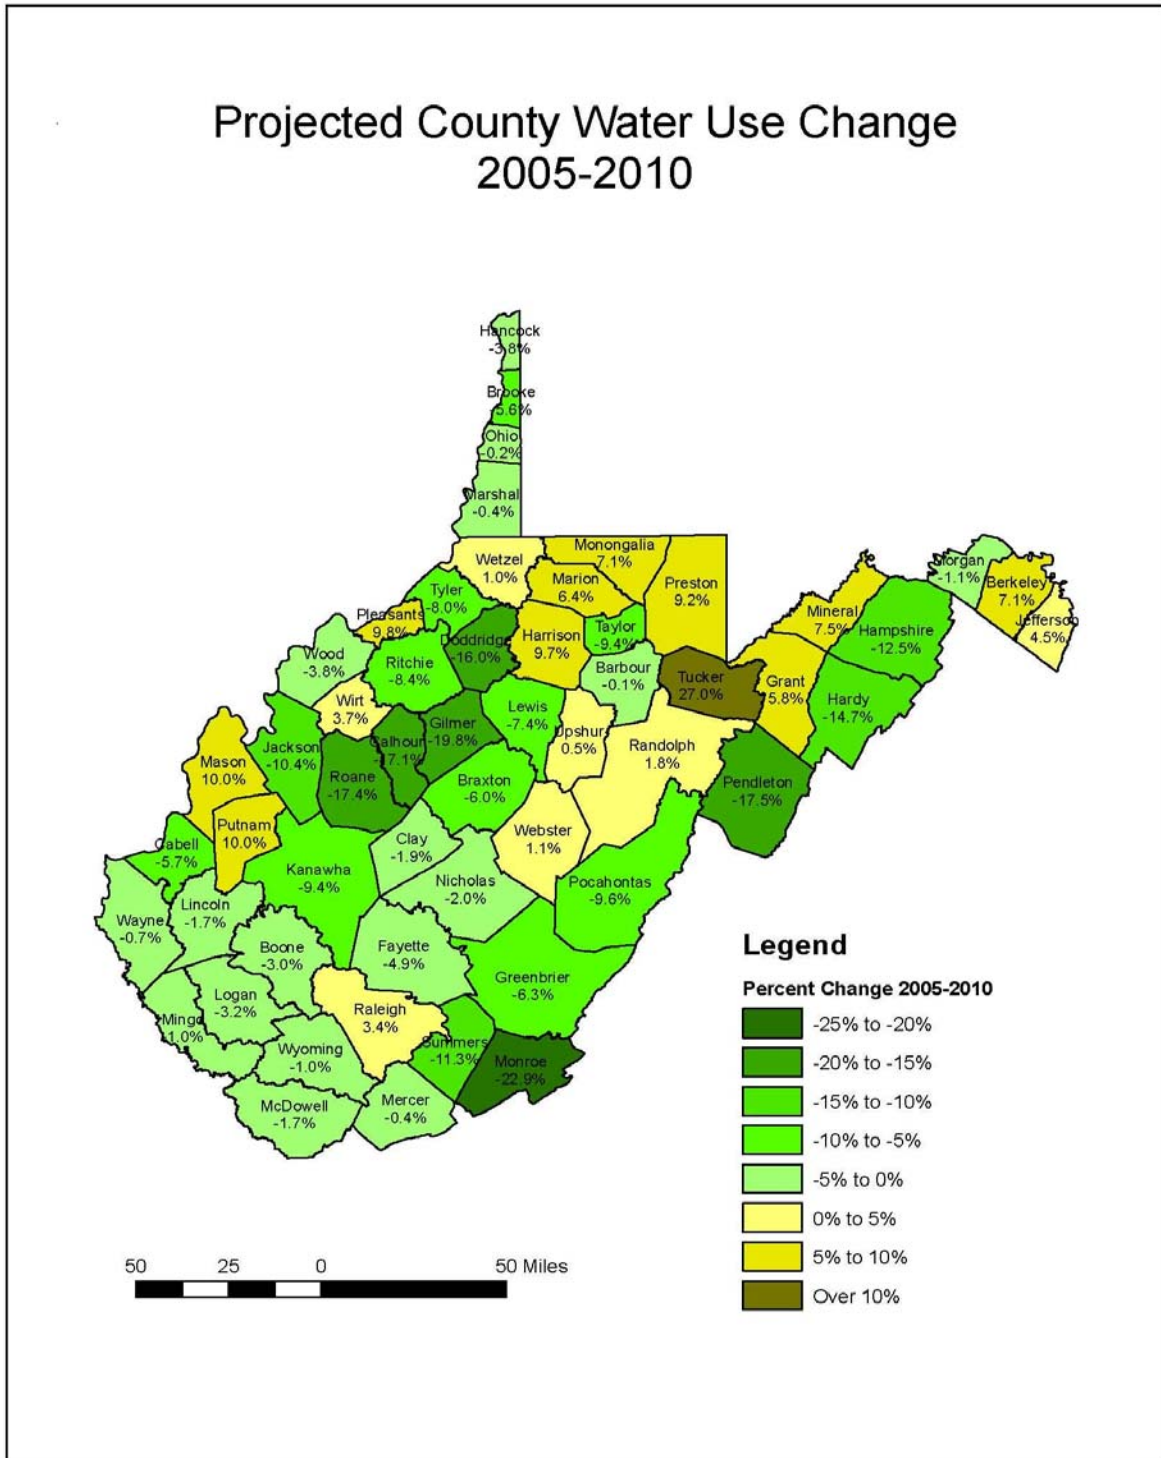 Projected County Water Use Change
2005-2010
Hancock
-3.8%
Brooke
-5.6%
Ohio
-0.2%
Marshal
-0.4%
Wetzel
1.0%
Monongalia
7.1%
Marion
6.4%
Preston
9.2%
Morgan
-1.1%
Berkeley
7.1%
Jefferson
4.5%
Mineral
7.5%
Hampshire
-12.5%
Tyler
-8.0%
Pleasants
9.8%
Doddridge
-16.0%
Harrison
9.7%
Taylor
-9.4%
Wood
-3.8%
Ritchie
-8.4%
Barbour
-0.1%
Tucker
27.0%
Grant
5.8%
Hardy
-14.7%
Wirt
3.7%
Lewis
-7.4%
Gilmer
-19.8%
Calhoun
-17.1%
Upshur
0.5%
Randolph
1.8%
Jackson
-10.4%
Mason
10.0%
Roane
-17.4%
Braxton
-6.0%
Pendleton
-17.5%
Putnam
10.0%
Webster
1.1%
Clay
-1.9%
Cabell
-5.7%
Kanawha
-9.4%
Nicholas
-2.0%
Pocahontas
-9.6%
Lincoln
-1.7%
Wayne
-0.7%
Boone
-3.0%
Fayette
-4.9%
Greenbrier
-6.3%
Logan
-3.2%
Raleigh
3.4%
Mingo
-1.0%
Wyoming
-1.0%
Summers
-11.3%
Monroe
-22.9%
McDowell
-1.7%
Mercer
-0.4%
Legend
Percent Change 2005-2010
-25% to -20%
-20% to -15%
-15% to -10%
-10% to -5%
-5% to 0%
0% to 5%
5% to 10%
Over 10%
50 25 0 50 Miles